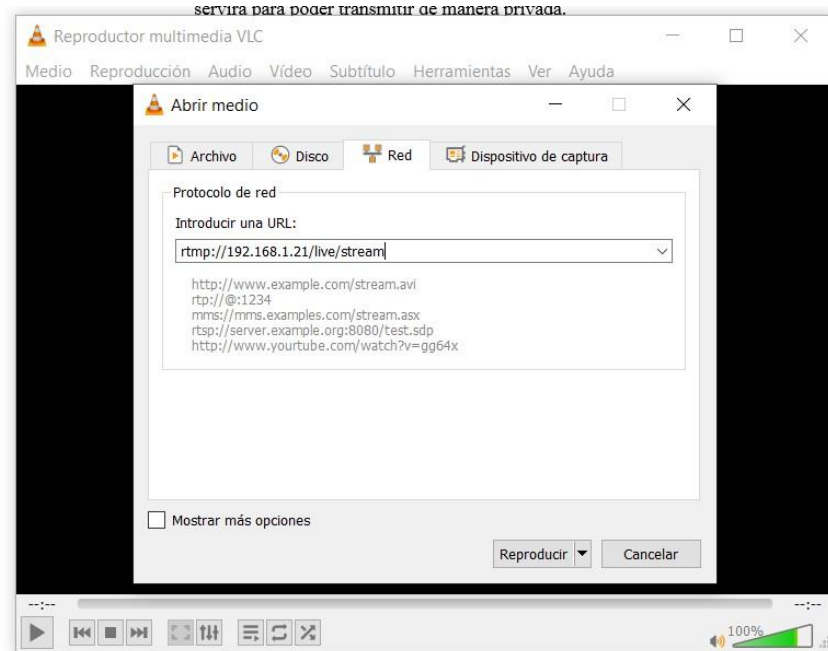 servira para poder transmitir de manera privada.
Reproductor multimedia VLC
Medio Reproducción Audio Vídeo Subtítulo Herramientas Ver Ayuda
Abrir medio
Archivo Disco Red Dispositivo de captura
Protocolo de red
Introducir una URL:
rtmp://192.168.1.21/live/stream
http://www.example.com/stream.avi
rtp://@:1234
mms://mms.examples.com/stream.asx
rtsp://server.example.org:8080/test.sdp
http://www.yourtube.com/watch?v=gg64x
Mostrar más opciones
Reproducir Cancelar
--:-- --:--
100%